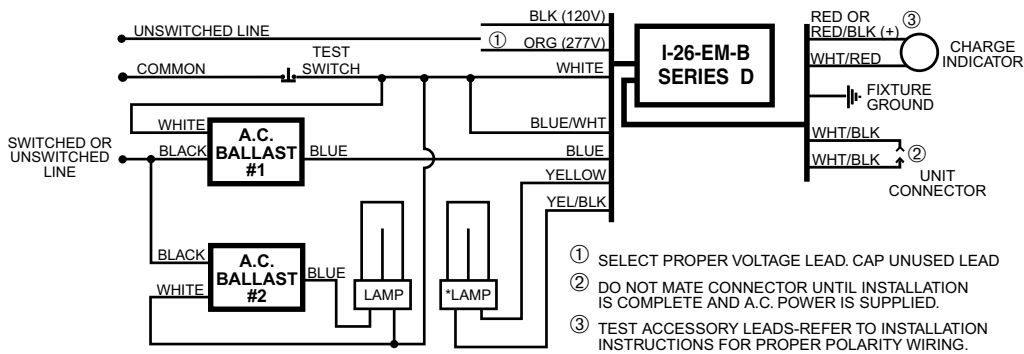 BLK (120V)
UNSWITCHED LINE
①
ORG (277V)
TEST
SWITCH
COMMON
WHITE
I-26-EM-B
SERIES D
RED OR
RED/BLK (+)
③
WHT/RED
CHARGE
INDICATOR
FIXTURE
GROUND
WHITE
BLUE/WHT
SWITCHED OR
UNSWITCHED
LINE
BLACK
A.C.
BALLAST
#1
BLUE
BLUE
WHT/BLK
WHT/BLK
②
UNIT
CONNECTOR
YELLOW
YEL/BLK
BLACK
WHITE
A.C.
BALLAST
#2
BLUE
LAMP
*LAMP
① SELECT PROPER VOLTAGE LEAD. CAP UNUSED LEAD
② DO NOT MATE CONNECTOR UNTIL INSTALLATION
IS COMPLETE AND A.C. POWER IS SUPPLIED.
③ TEST ACCESSORY LEADS-REFER TO INSTALLATION
INSTRUCTIONS FOR PROPER POLARITY WIRING.